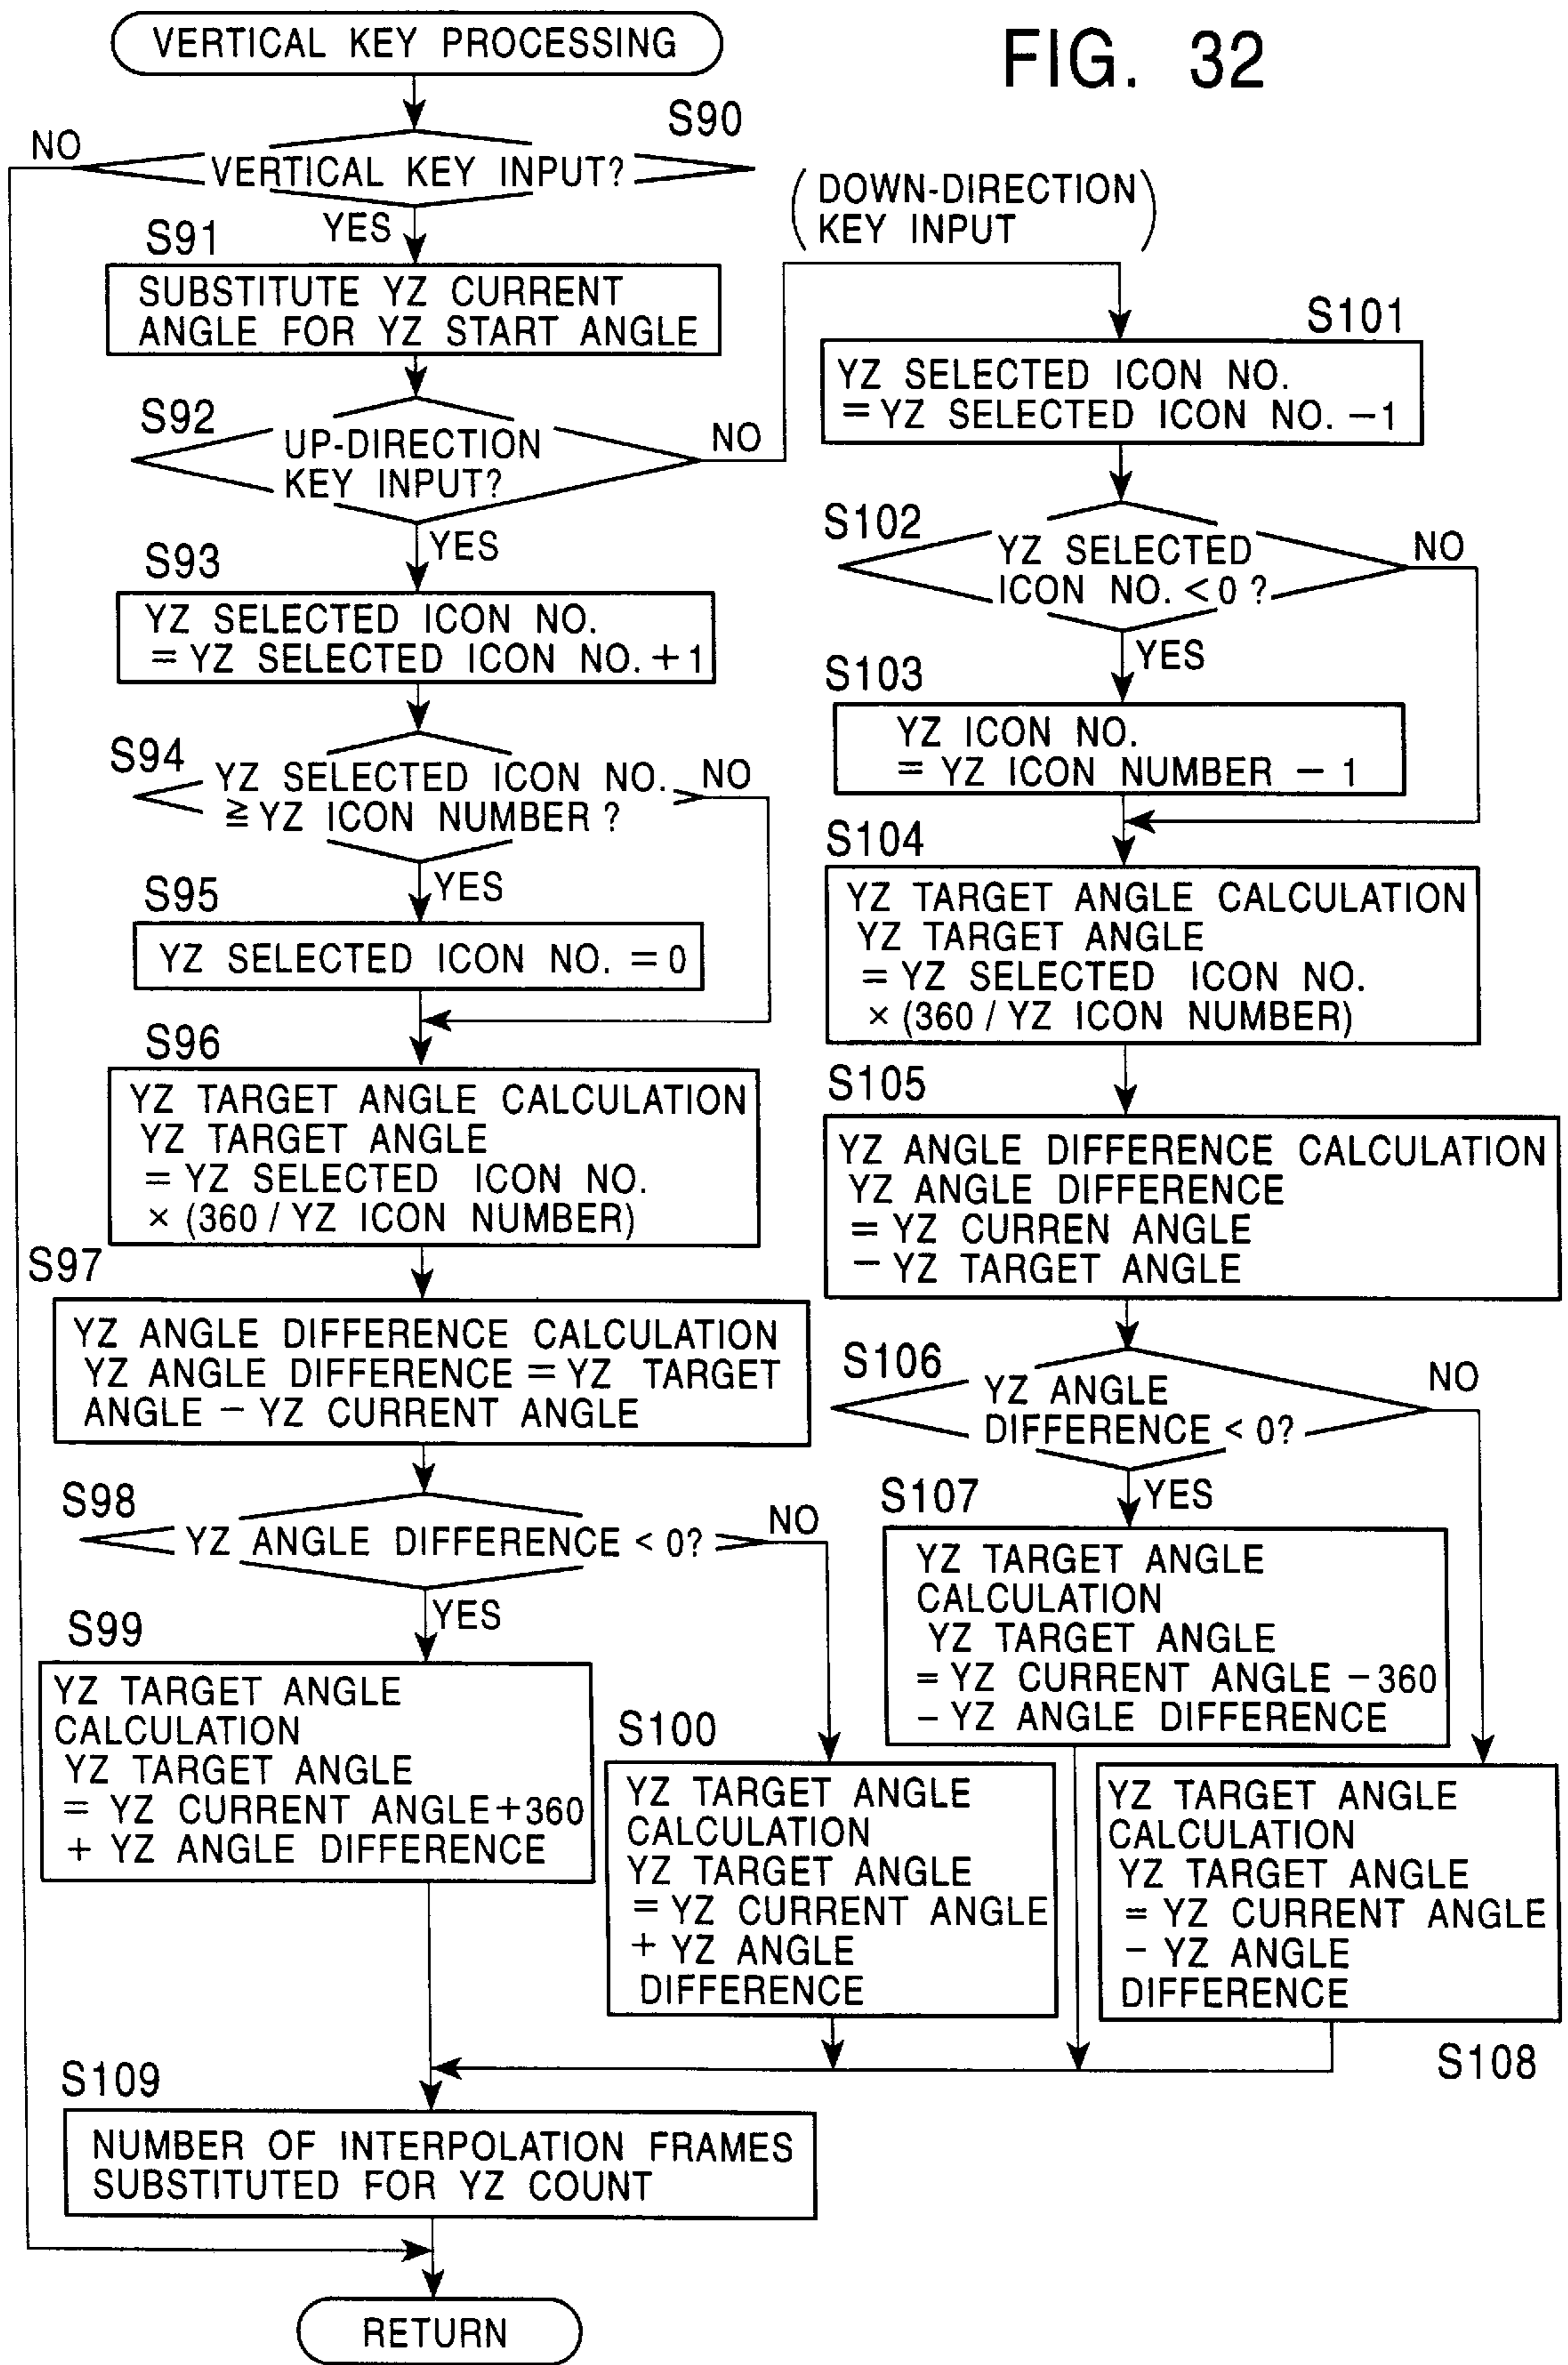 VERTICAL KEY PROCESSING
FIG. 32
S90
NO
VERTICAL KEY INPUT?
YES
S91
SUBSTITUTE YZ CURRENT
ANGLE FOR YZ START ANGLE
S92
UP-DIRECTION
KEY INPUT?
NO
YES
S93
YZ SELECTED ICON NO.
= YZ SELECTED ICON NO. + 1
S94
YZ SELECTED ICON NO.
≧ YZ ICON NUMBER ?
NO
YES
S95
YZ SELECTED ICON NO. = 0
S96
YZ TARGET ANGLE CALCULATION
YZ TARGET ANGLE
= YZ SELECTED ICON NO.
× (360 / YZ ICON NUMBER)
S97
YZ ANGLE DIFFERENCE CALCULATION
YZ ANGLE DIFFERENCE = YZ TARGET
ANGLE − YZ CURRENT ANGLE
S98
YZ ANGLE DIFFERENCE < 0?
NO
YES
S99
YZ TARGET ANGLE
CALCULATION
YZ TARGET ANGLE
= YZ CURRENT ANGLE+360
+ YZ ANGLE DIFFERENCE
S100
YZ TARGET ANGLE
CALCULATION
YZ TARGET ANGLE
= YZ CURRENT ANGLE
+ YZ ANGLE
DIFFERENCE
(DOWN-DIRECTION
KEY INPUT)
S101
YZ SELECTED ICON NO.
= YZ SELECTED ICON NO. − 1
S102
YZ SELECTED
ICON NO. < 0 ?
NO
YES
S103
YZ ICON NO.
= YZ ICON NUMBER − 1
S104
YZ TARGET ANGLE CALCULATION
YZ TARGET ANGLE
= YZ SELECTED ICON NO.
× (360 / YZ ICON NUMBER)
S105
YZ ANGLE DIFFERENCE CALCULATION
YZ ANGLE DIFFERENCE
= YZ CURREN ANGLE
− YZ TARGET ANGLE
S106
YZ ANGLE
DIFFERENCE < 0?
NO
YES
S107
YZ TARGET ANGLE
CALCULATION
YZ TARGET ANGLE
= YZ CURRENT ANGLE − 360
− YZ ANGLE DIFFERENCE
YZ TARGET ANGLE
CALCULATION
YZ TARGET ANGLE
= YZ CURRENT ANGLE
− YZ ANGLE
DIFFERENCE
S108
S109
NUMBER OF INTERPOLATION FRAMES
SUBSTITUTED FOR YZ COUNT
RETURN